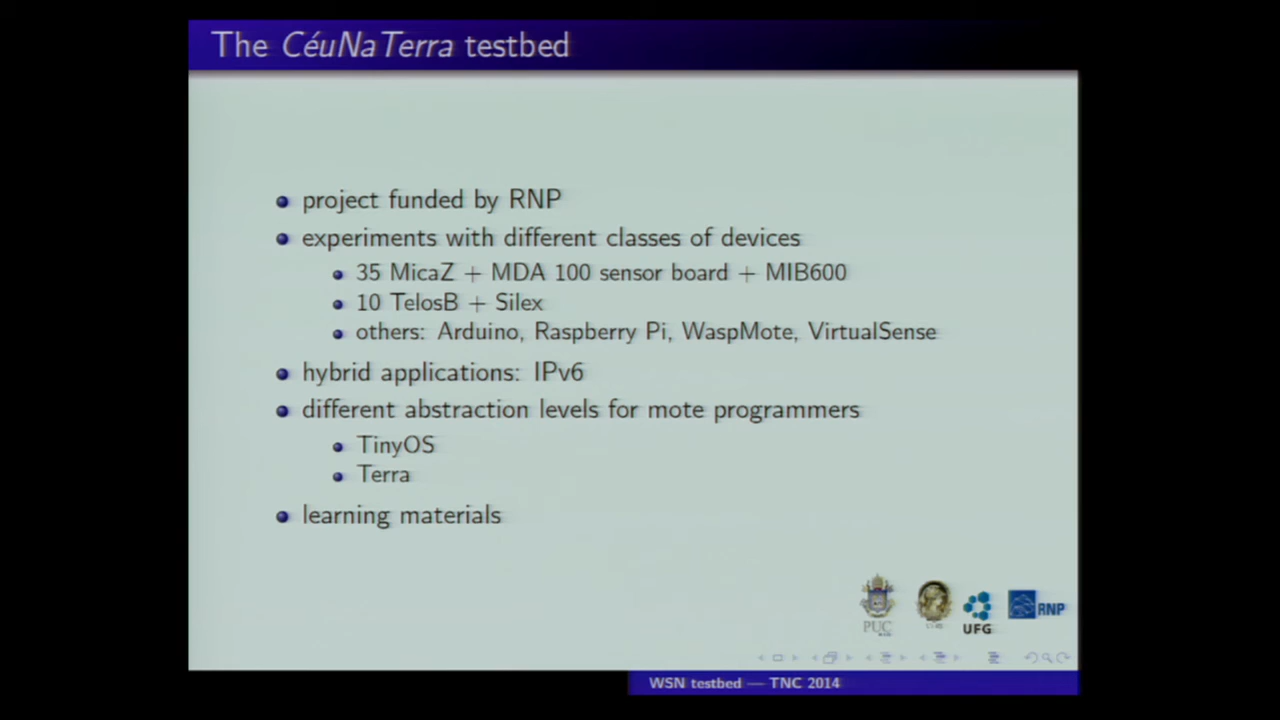 The CéuNaTerra testbed
project funded by RNP
experiments with different classes of devices
35 MicaZ + MDA 100 sensor board + MIB600
10 TelosB + Silex
others: Arduino, Raspberry Pi, WaspMote, VirtualSense
hybrid applications: IPv6
different abstraction levels for mote programmers
TinyOS
Terra
learning materials
PUC
UFG
RNP
WSN testbed — TNC 2014